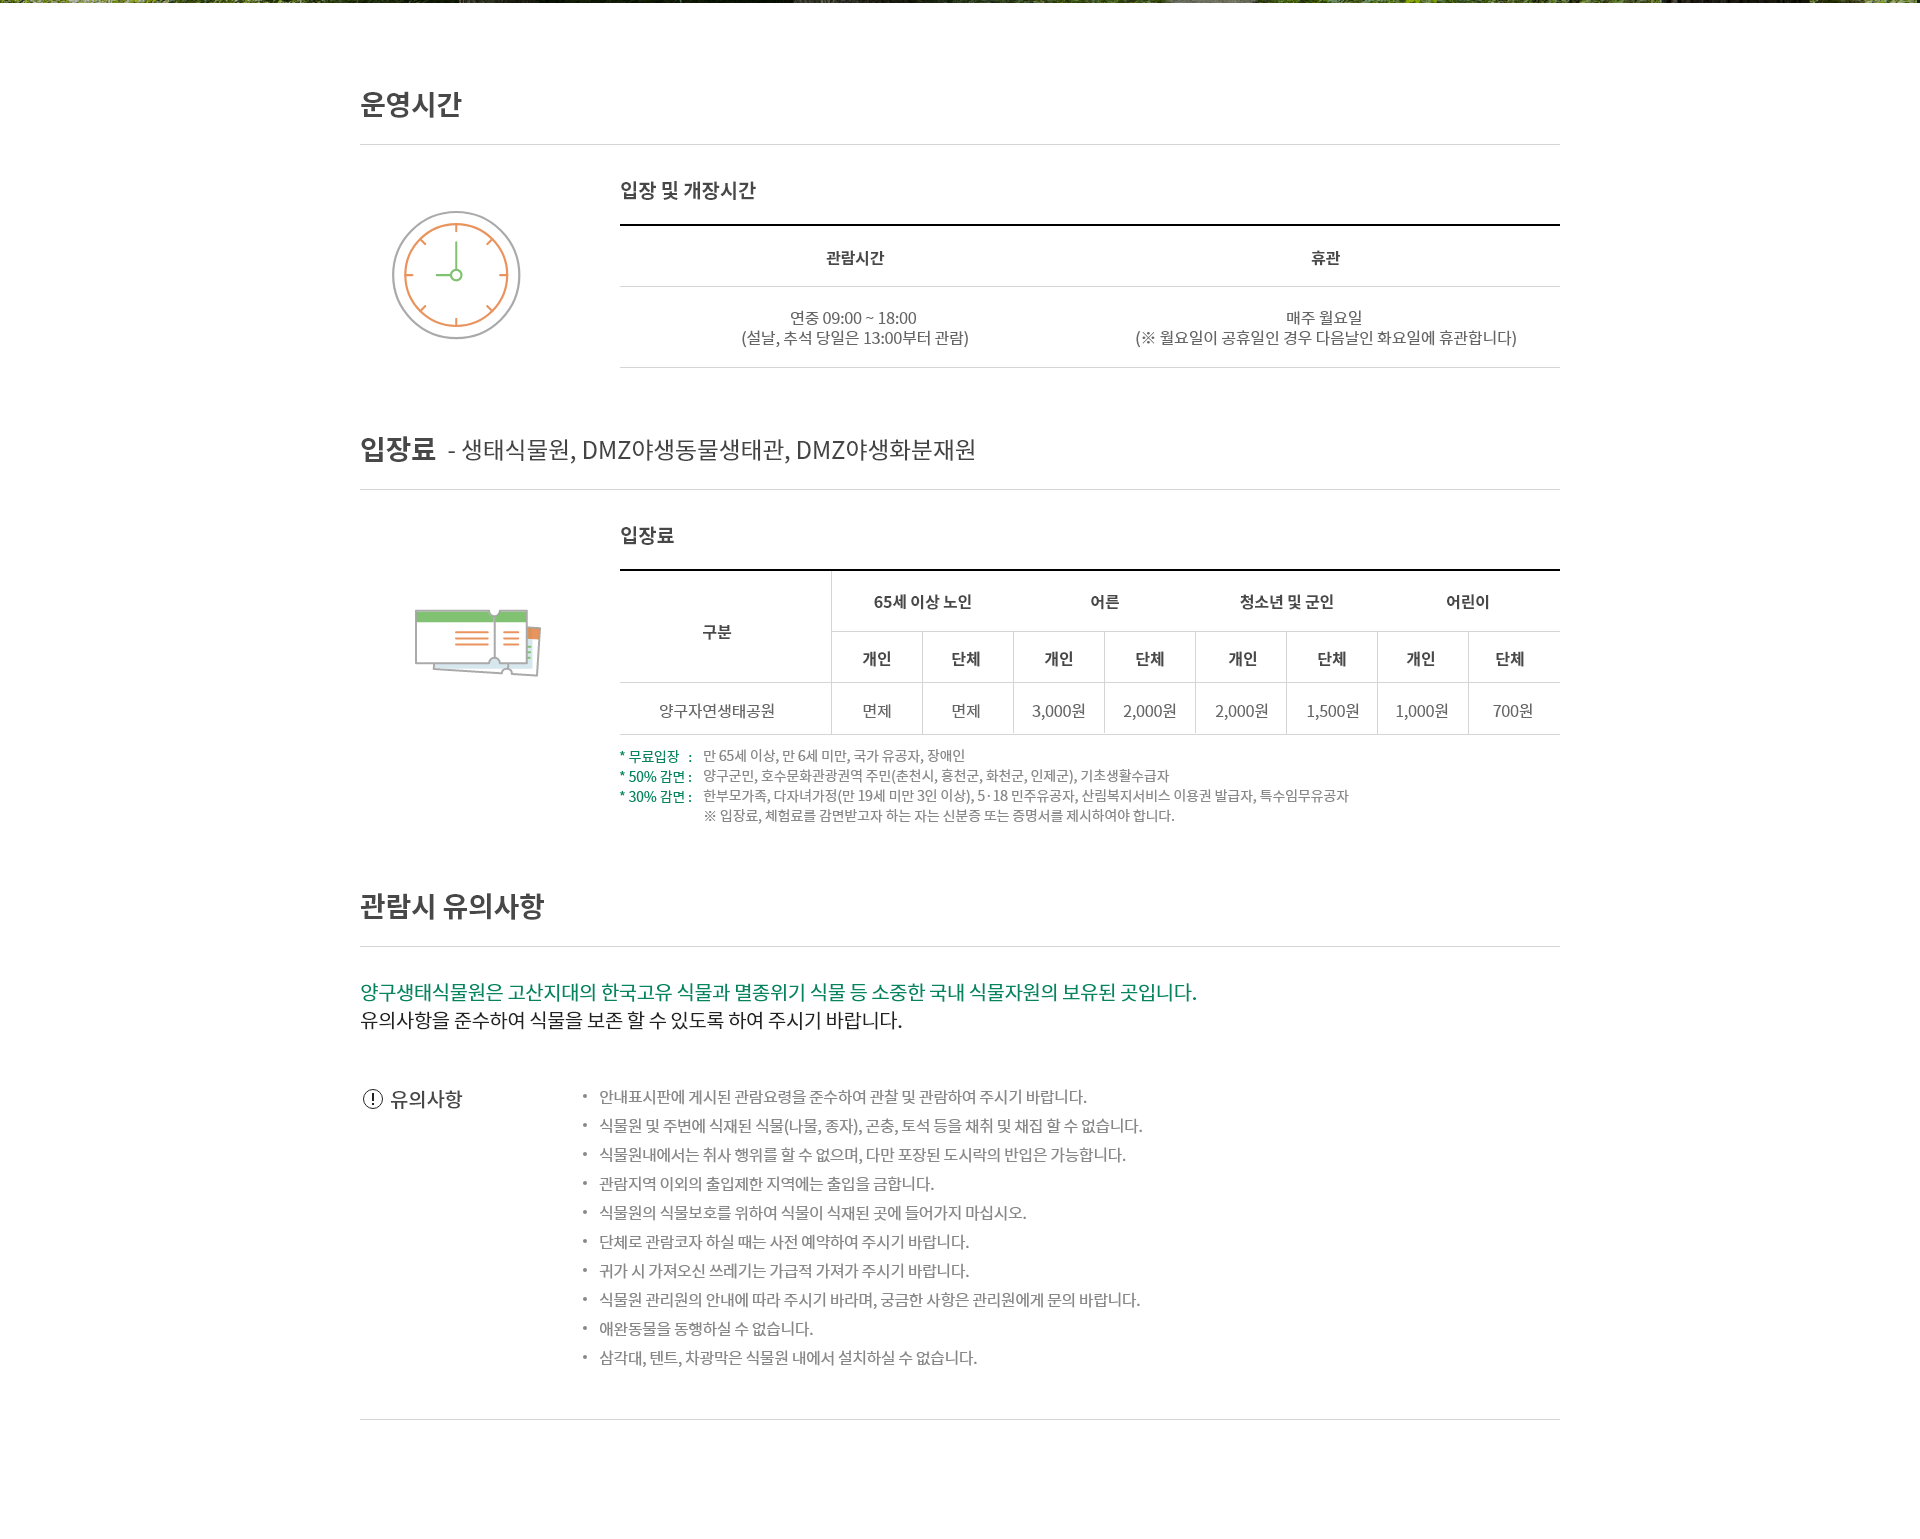 운영시간
입장 및 개장시간
관람시간 휴관
연중 09:00 ~ 18:00 매주 월요일
(설날, 추석 당일은 13:00부터 관람) (※ 월요일이 공휴일인 경우 다음날인 화요일에 휴관합니다)
입장료 - 생태식물원, DMZ야생동물생태관, DMZ야생화분재원
입장료
구분 65세 이상 노인 어른 청소년 및 군인 어린이
개인 단체 개인 단체 개인 단체 개인 단체
양구자연생태공원 면제 면제 3,000원 2,000원 2,000원 1,500원 1,000원 700원
* 무료입장 : 만 65세 이상, 만 6세 미만, 국가 유공자, 장애인
* 50% 감면 : 양구군민, 호수문화관광권역 주민(춘천시, 홍천군, 화천군, 인제군), 기초생활수급자
* 30% 감면 : 한부모가족, 다자녀가정(만 19세 미만 3인 이상), 5·18 민주유공자, 산림복지서비스 이용권 발급자, 특수임무유공자
※ 입장료, 체험료를 감면받고자 하는 자는 신분증 또는 증명서를 제시하여야 합니다.
관람시 유의사항
양구생태식물원은 고산지대의 한국고유 식물과 멸종위기 식물 등 소중한 국내 식물자원의 보유된 곳입니다.
유의사항을 준수하여 식물을 보존 할 수 있도록 하여 주시기 바랍니다.
유의사항
• 안내표시판에 게시된 관람요령을 준수하여 관찰 및 관람하여 주시기 바랍니다.
• 식물원 및 주변에 식재된 식물(나물, 종자), 곤충, 토석 등을 채취 및 채집 할 수 없습니다.
• 식물원내에서는 취사 행위를 할 수 없으며, 다만 포장된 도시락의 반입은 가능합니다.
• 관람지역 이외의 출입제한 지역에는 출입을 금합니다.
• 식물원의 식물보호를 위하여 식물이 식재된 곳에 들어가지 마십시오.
• 단체로 관람코자 하실 때는 사전 예약하여 주시기 바랍니다.
• 귀가 시 가져오신 쓰레기는 가급적 가져가 주시기 바랍니다.
• 식물원 관리원의 안내에 따라 주시기 바라며, 궁금한 사항은 관리원에게 문의 바랍니다.
• 애완동물을 동행하실 수 없습니다.
• 삼각대, 텐트, 차광막은 식물원 내에서 설치하실 수 없습니다.